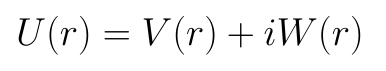 U(r) = V(r) + iW(r)